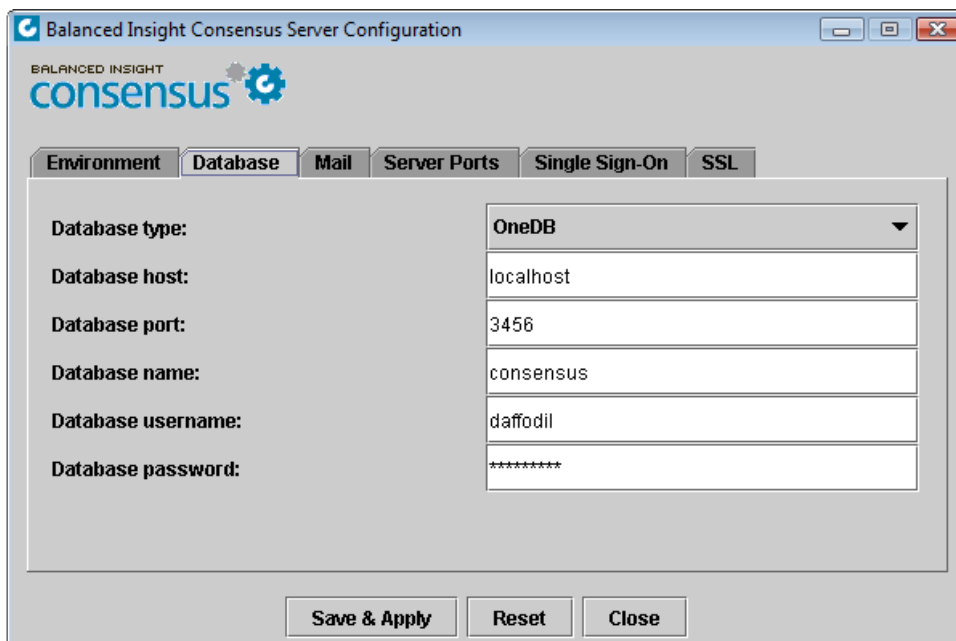 Balanced Insight Consensus Server Configuration
BALANCED INSIGHT
consensus
Environment Database Mail Server Ports Single Sign-On SSL
Database type: OneDB
Database host: localhost
Database port: 3456
Database name: consensus
Database username: daffodil
Database password: *********
Save & Apply Reset Close